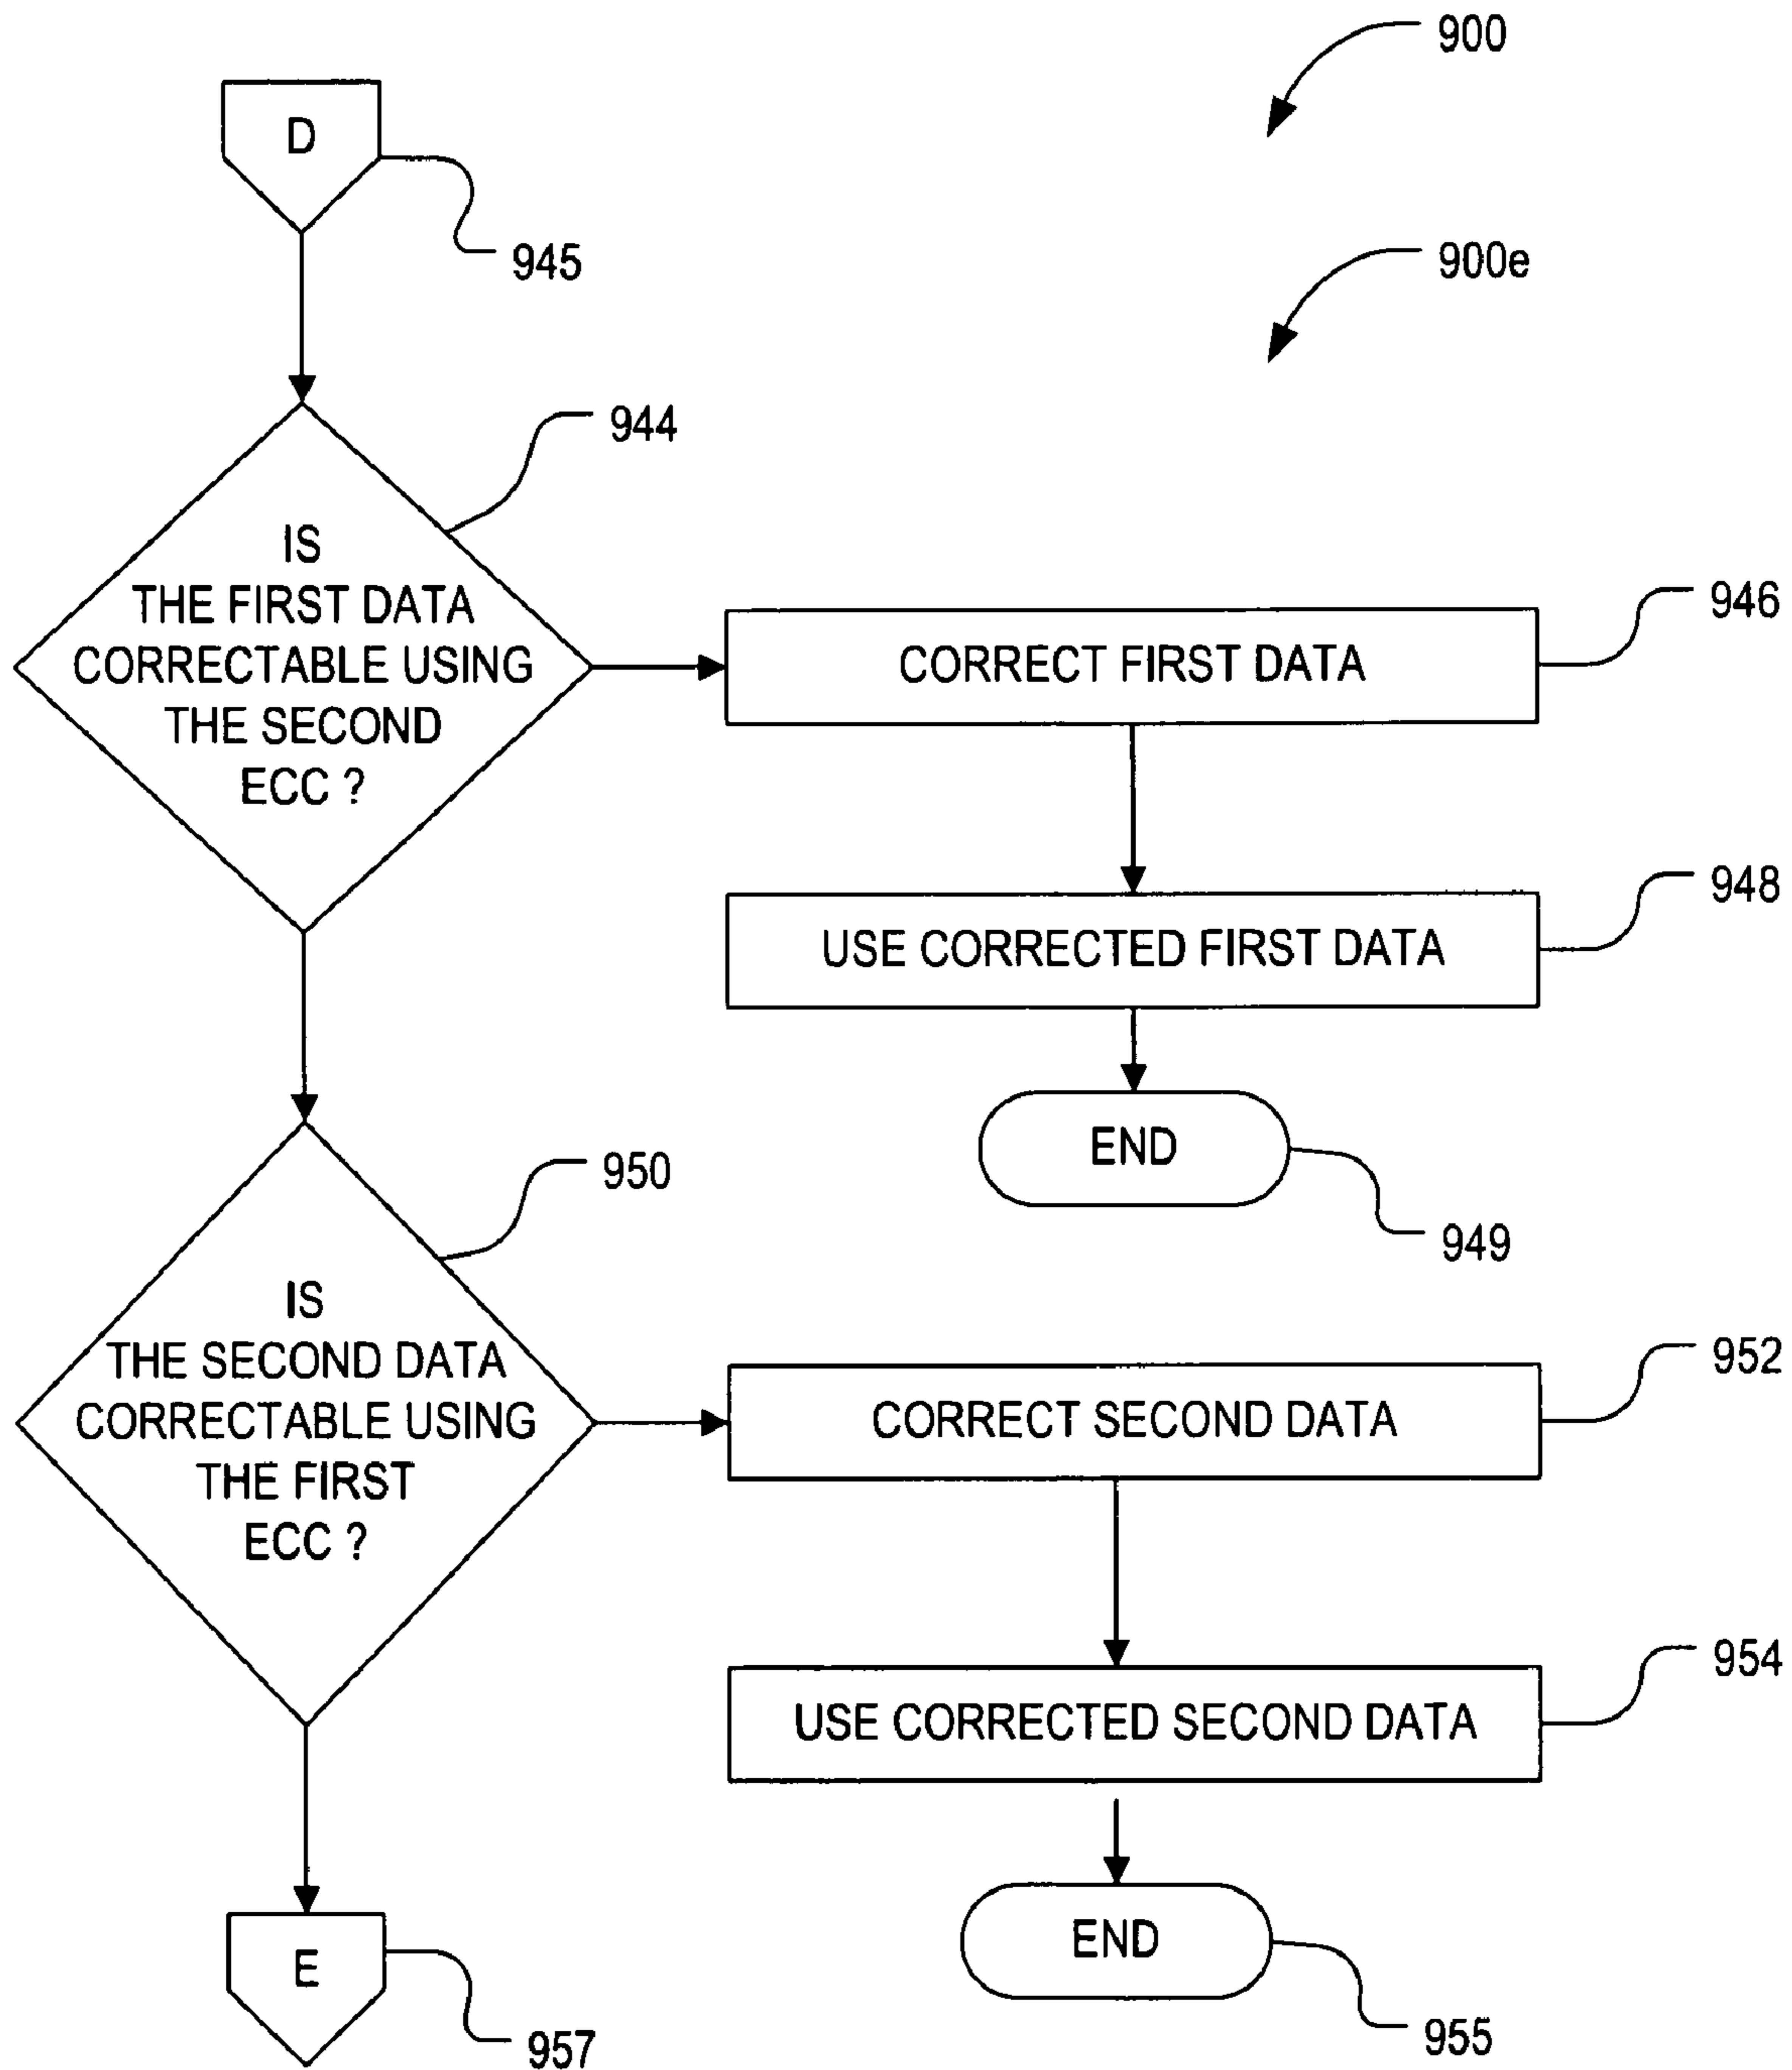 900
D
945
900e
944
IS
THE FIRST DATA
CORRECTABLE USING
THE SECOND
ECC ?
946
CORRECT FIRST DATA
948
USE CORRECTED FIRST DATA
END
949
950
IS
THE SECOND DATA
CORRECTABLE USING
THE FIRST
ECC ?
952
CORRECT SECOND DATA
954
USE CORRECTED SECOND DATA
END
955
E
957